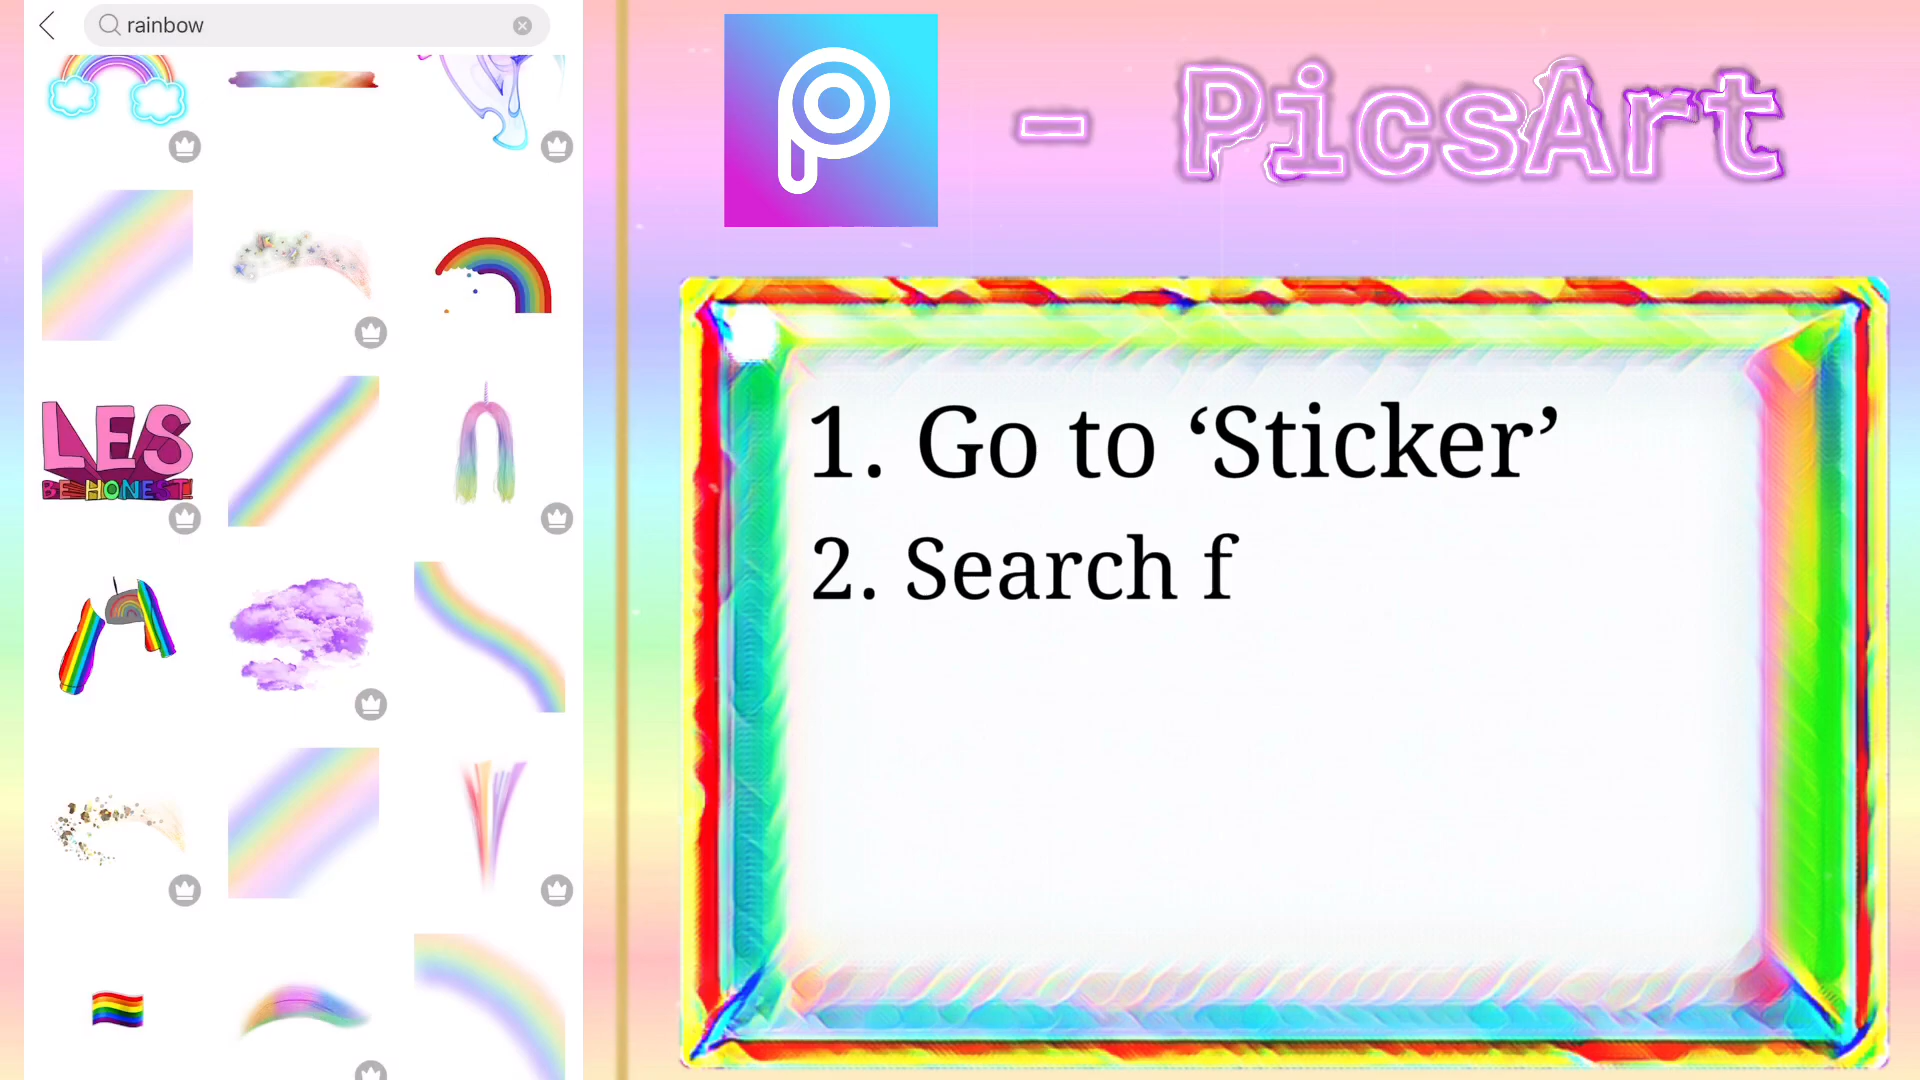 rainbow
- PicsArt
LES
BE HONEST!
1. Go to ‘Sticker’
2. Search f